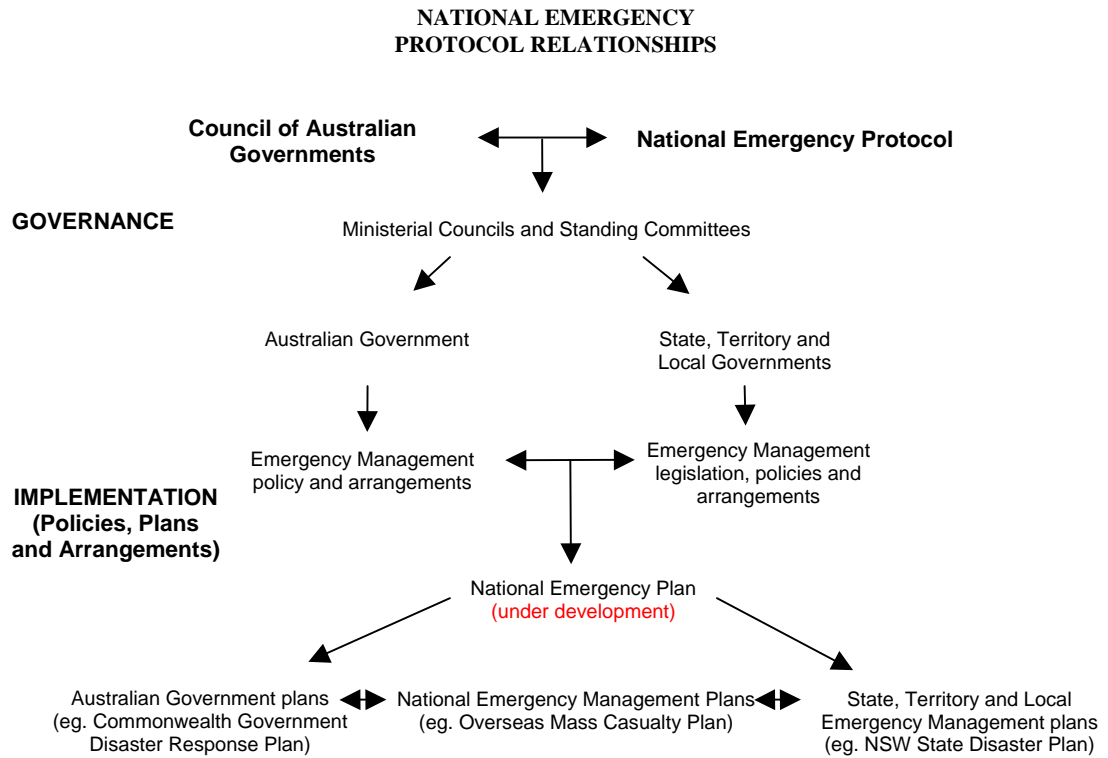 NATIONAL EMERGENCY
PROTOCOL RELATIONSHIPS
Council of Australian
Governments
National Emergency Protocol
GOVERNANCE
Ministerial Councils and Standing Committees
Australian Government
State, Territory and
Local Governments
Emergency Management
policy and arrangements
Emergency Management
legislation, policies and
arrangements
IMPLEMENTATION
(Policies, Plans
and Arrangements)
National Emergency Plan
(under development)
Australian Government plans
(eg. Commonwealth Government
Disaster Response Plan)
National Emergency Management Plans
(eg. Overseas Mass Casualty Plan)
State, Territory and Local
Emergency Management plans
(eg. NSW State Disaster Plan)